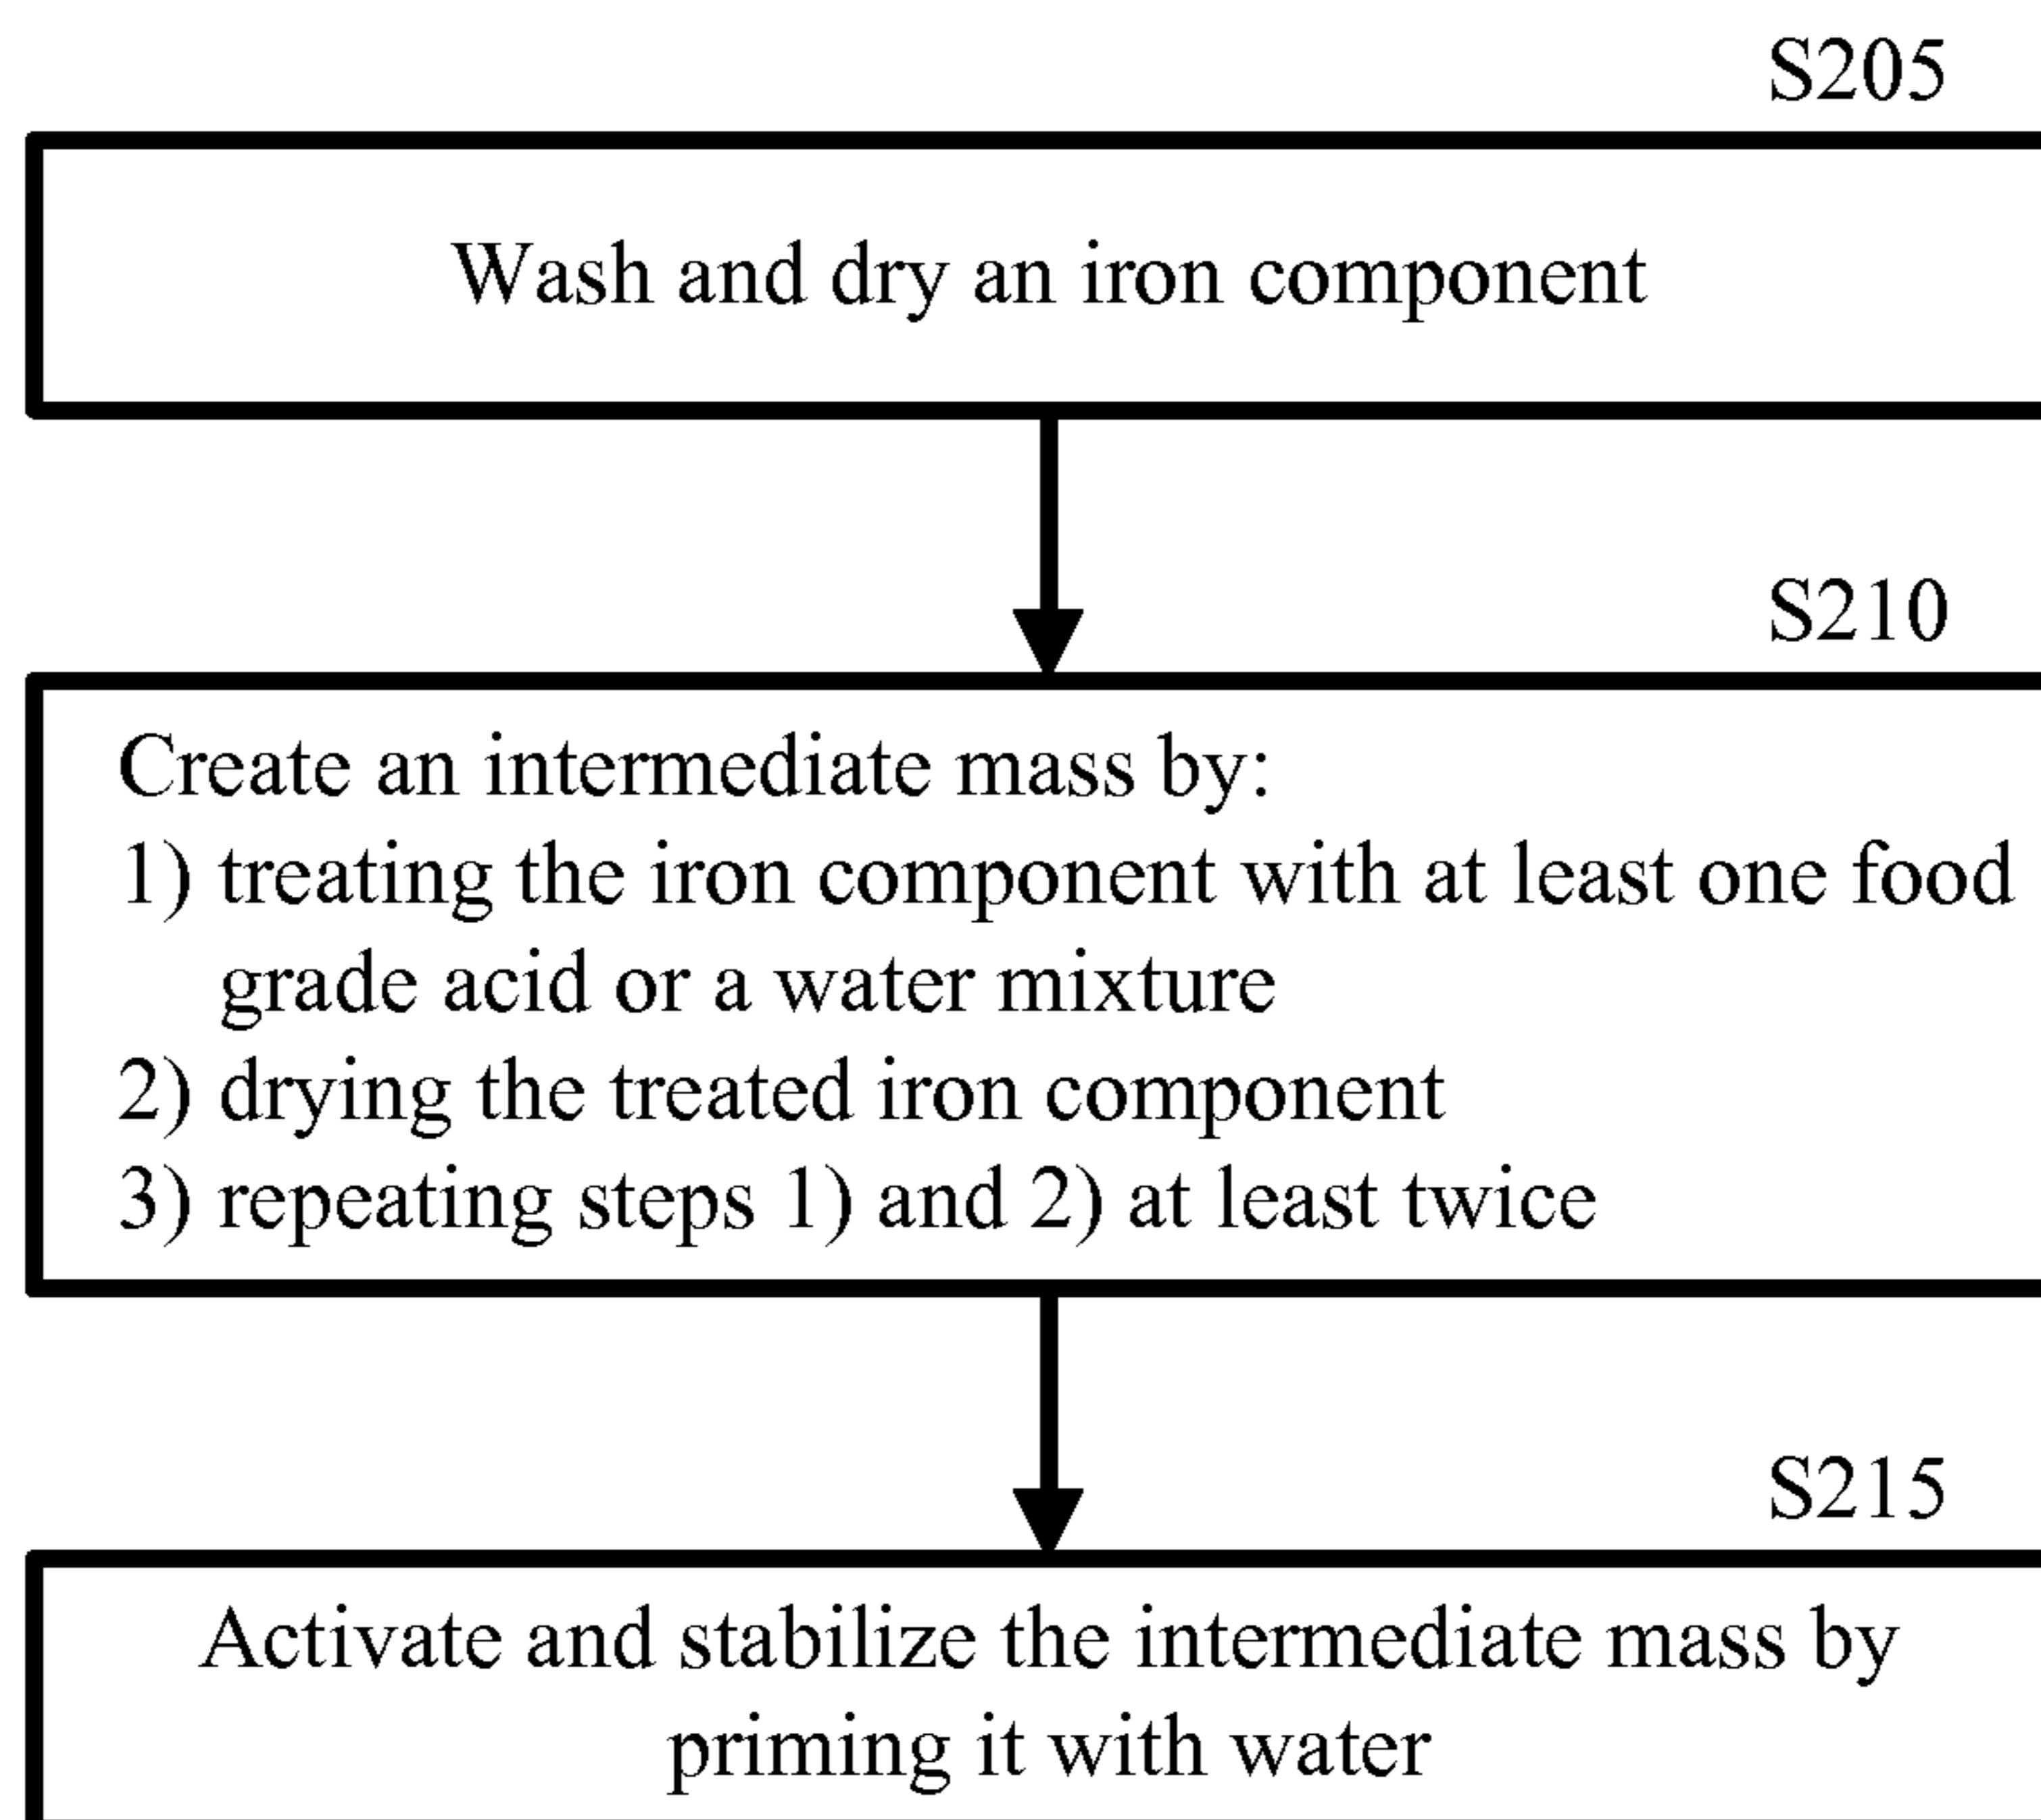 S205
Wash and dry an iron component
S210
Create an intermediate mass by:
1) treating the iron component with at least one food
grade acid or a water mixture
2) drying the treated iron component
3) repeating steps 1) and 2) at least twice
S215
Activate and stabilize the intermediate mass by
priming it with water